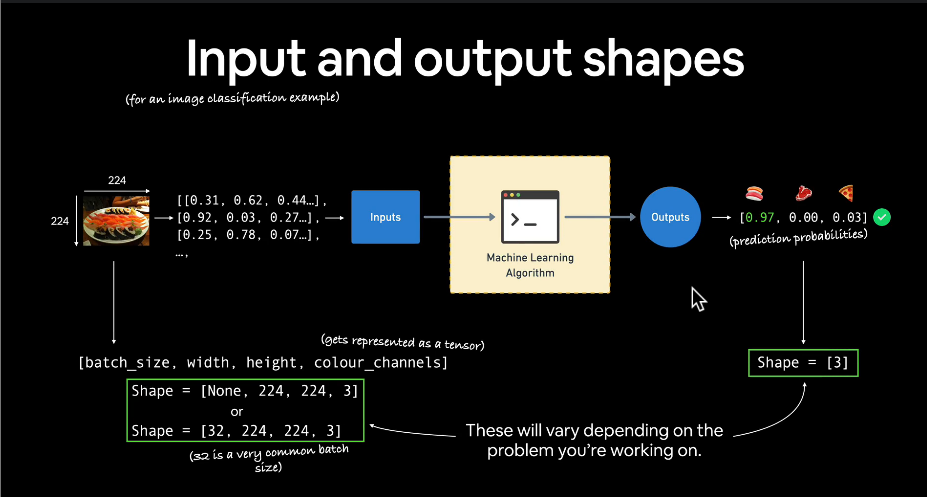 Input and output shapes
(for an image classification example)
224
224
[[0.31, 0.62, 0.44…],
[0.92, 0.03, 0.27…],
[0.25, 0.78, 0.07…],
…,
Inputs
Machine Learning
Algorithm
Outputs
[0.97, 0.00, 0.03]
(prediction probabilities)
(gets represented as a tensor)
[batch_size, width, height, colour_channels]
Shape = [None, 224, 224, 3]
or
Shape = [32, 224, 224, 3]
(32 is a very common batch
size)
Shape = [3]
These will vary depending on the
problem you’re working on.